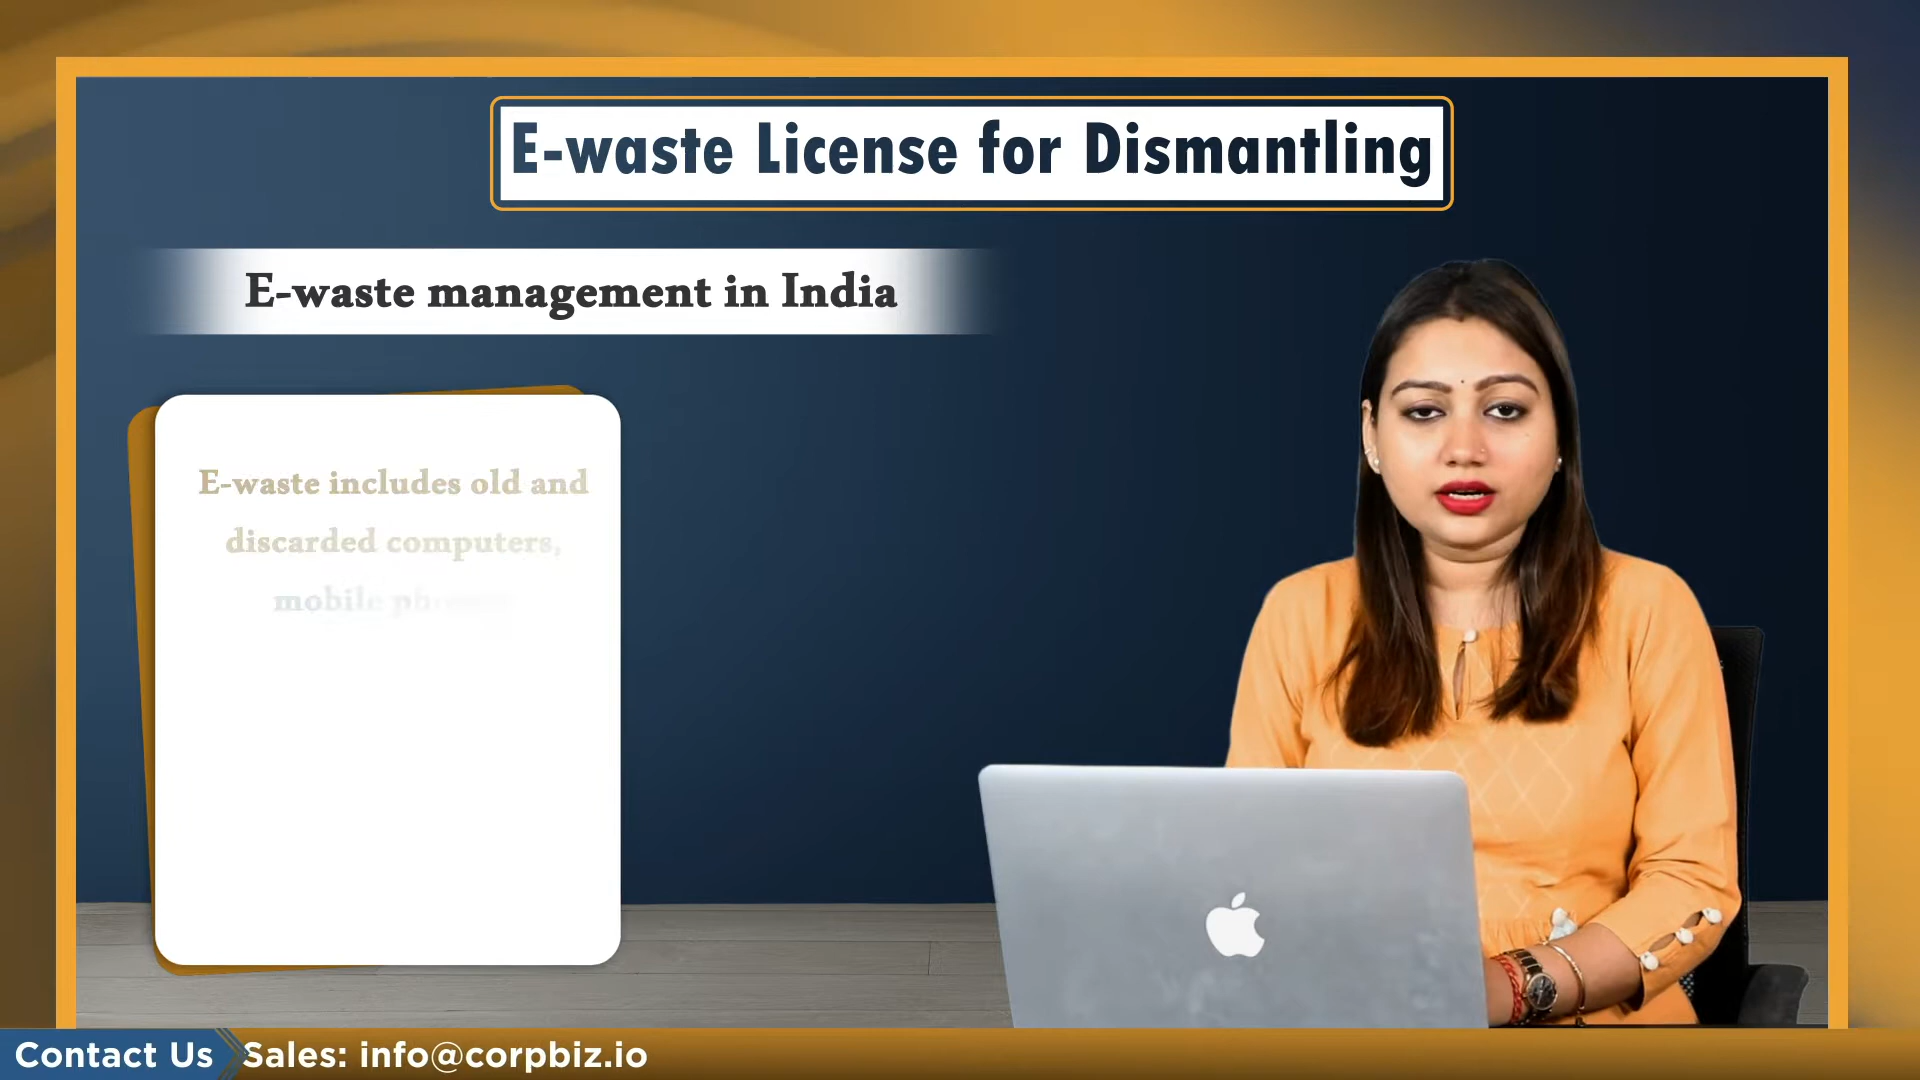 E-waste License for Dismantling
E-waste management in India
E-waste includes old and
discarded computers,
mobile
Contact Us
Sales: info@corpbiz.io